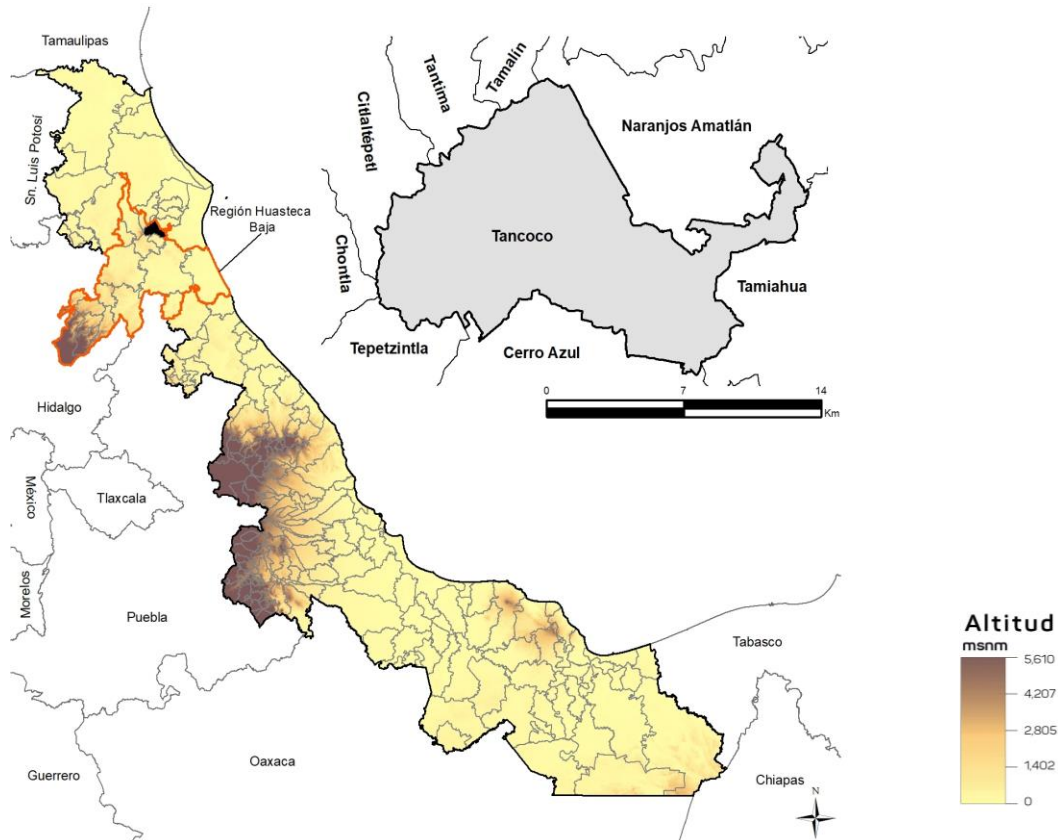 Tamaulipas
Sn. Luis Potosí
Región Huasteca
Baja
Hidalgo
México
Tlaxcala
Morelos
Puebla
Guerrero
Oaxaca
Tabasco
Chiapas
Citlaltépetl
Tantima
Tamalín
Naranjos Amatlán
Tancoco
Chontla
Tamiahua
Tepetzintla
Cerro Azul
0 7 14
Km
Altitud
msnm
5,610
4,207
2,805
1,402
0
N